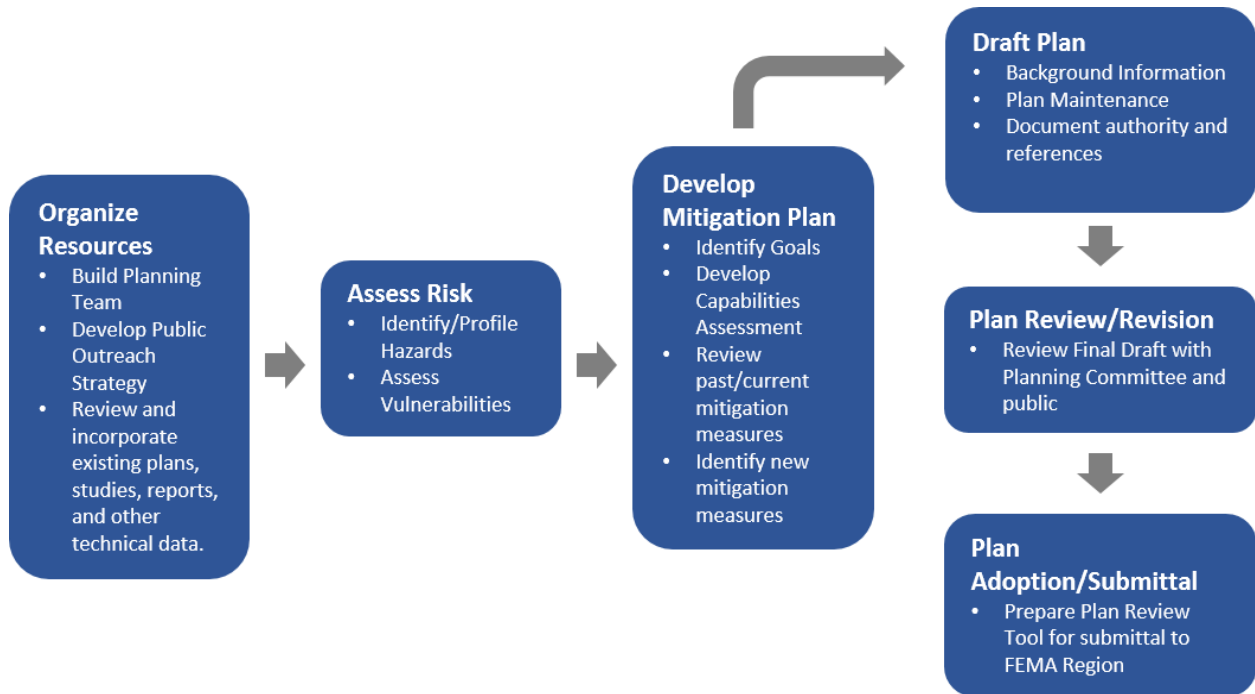 Organize
Resources
• Build Planning
Team
• Develop Public
Outreach
Strategy
• Review and
incorporate
existing plans,
studies, reports,
and other
technical data.
Assess Risk
• Identify/Profile
Hazards
• Assess
Vulnerabilities
Develop
Mitigation Plan
• Identify Goals
• Develop
Capabilities
Assessment
• Review
past/current
mitigation
measures
• Identify new
mitigation
measures
Draft Plan
• Background Information
• Plan Maintenance
• Document authority and
references
Plan Review/Revision
• Review Final Draft with
Planning Committee and
public
Plan
Adoption/Submittal
• Prepare Plan Review
Tool for submittal to
FEMA Region